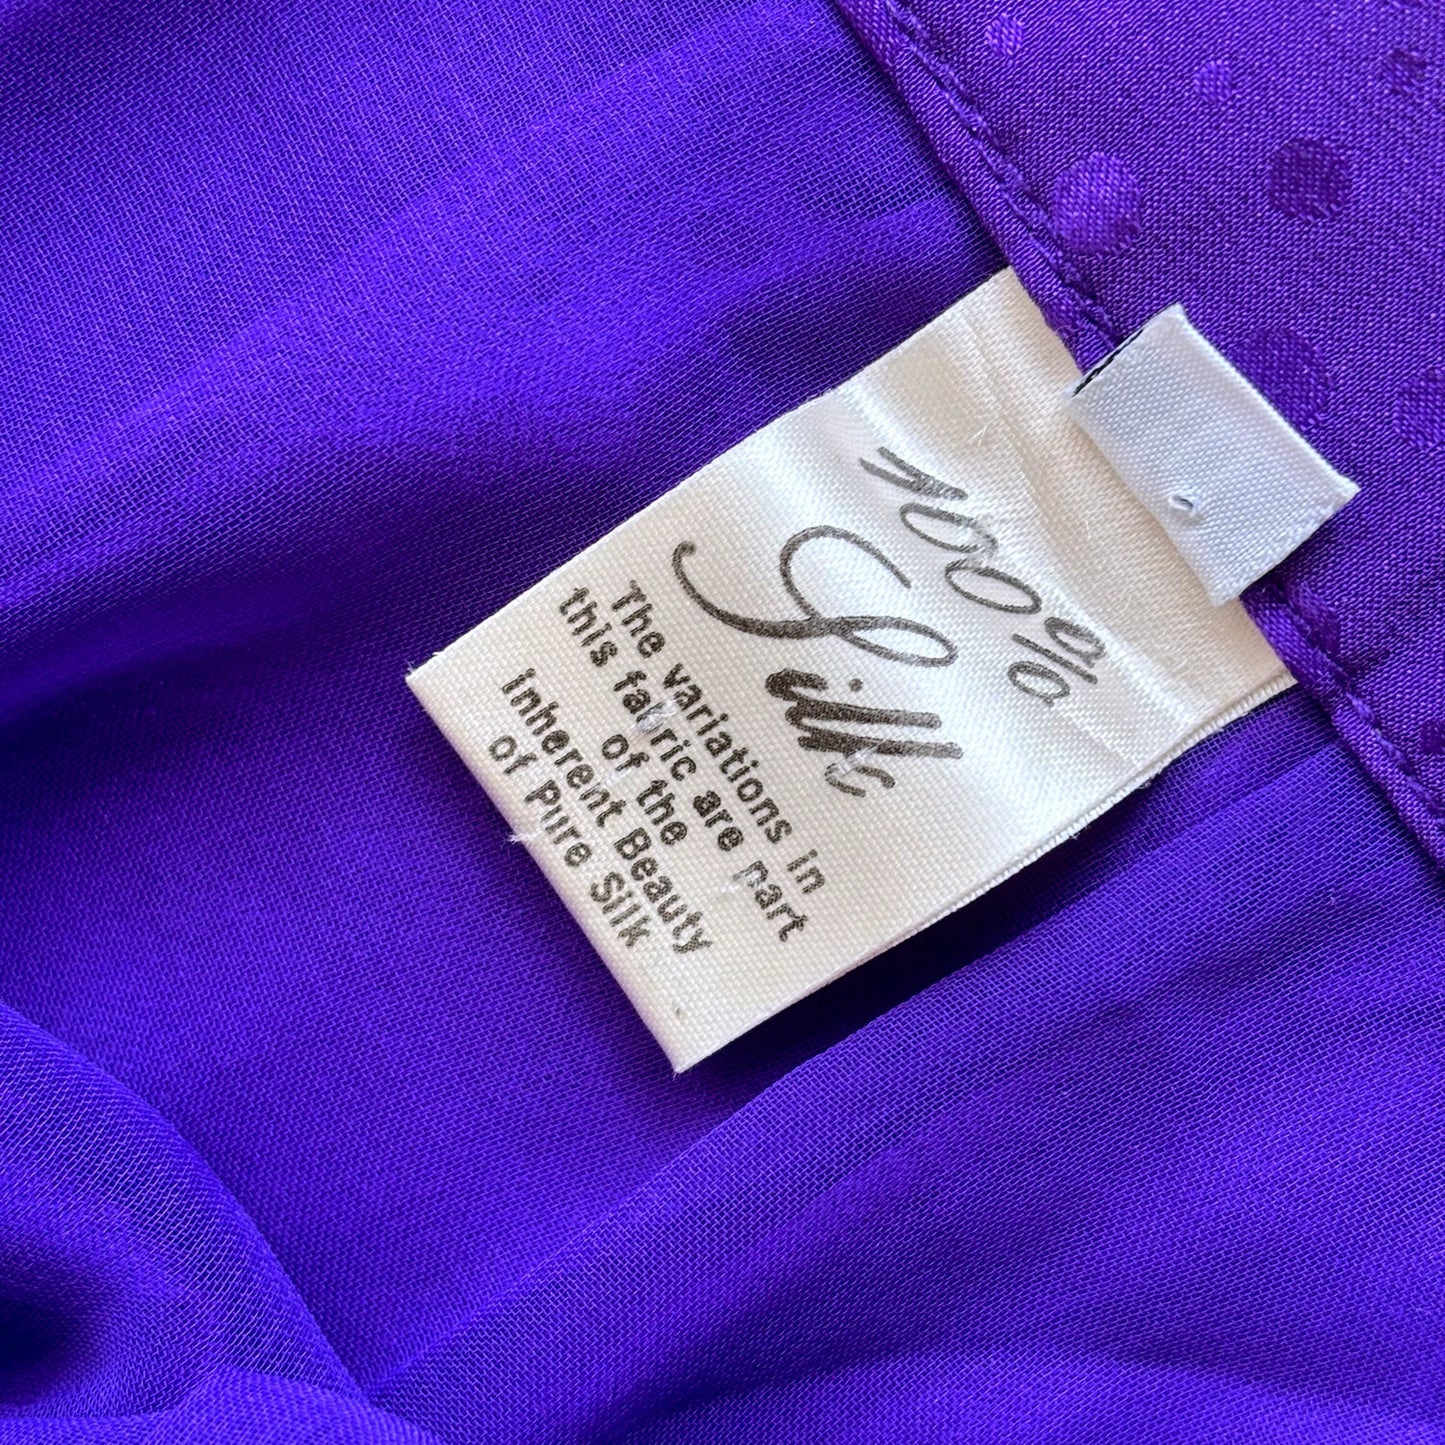 100%
Silk
The variations in
this fabric are part
of the
inherent Beauty
of Pure Silk